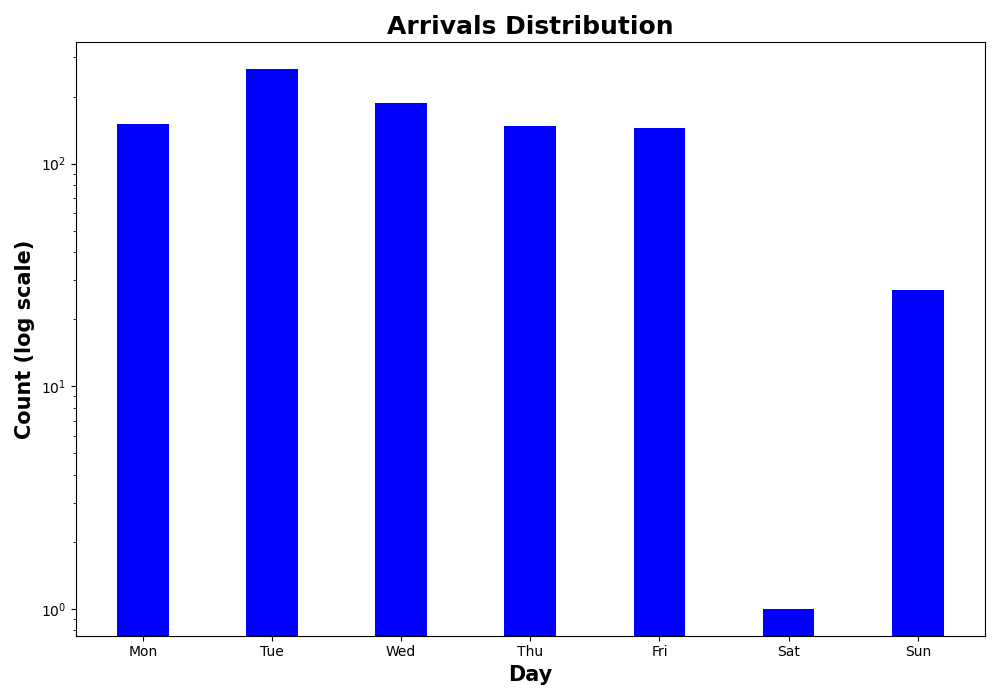 Arrivals Distribution
Count (log scale)
10²
10¹
10⁰
Mon Tue Wed Thu Fri Sat Sun
Day